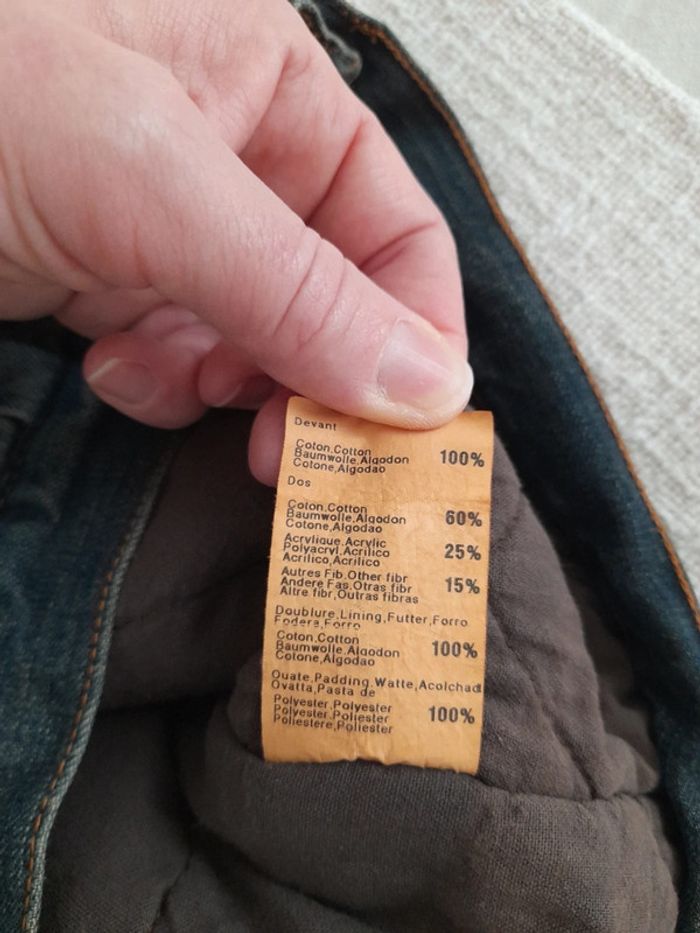 Devant
Coton,Cotton
Baumwolle,Algodon 100%
Cotone,Algodao
Dos
Coton,Cotton
Baumwolle,Algodon 60%
Cotone,Algodao
Acrylique,Acrylic
Polyacryl,Acrilico 25%
Acrilico,Acrilico
Autres Fib.Other fibr
Andere Fas.Otras fibr 15%
Altre fibr,Outras fibras
Doublure,Lining,Futter,Forro
Fodera,Forro
Coton,Cotton
Baumwolle,Algodon 100%
Cotone,Algodao
Ouate,Padding.Watte,Acolchad
Ovatta,Pasta de
Polyester,Polyester
Polyester,Poliester 100%
Poliestere,Poliester